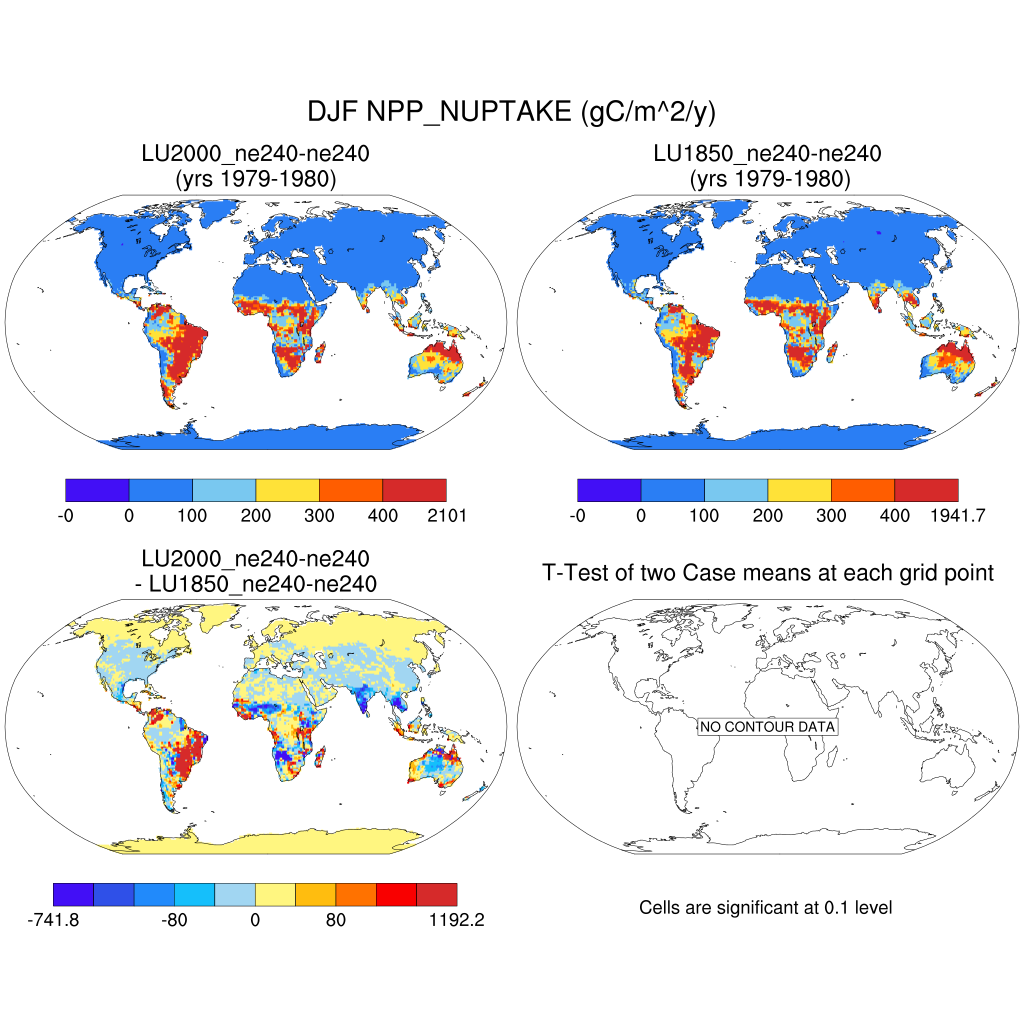 DJF NPP_NUPTAKE (gC/m^2/y)
LU2000_ne240-ne240
(yrs 1979-1980)
LU1850_ne240-ne240
(yrs 1979-1980)
-0 0 100 200 300 400 2101
-0 0 100 200 300 400 1941.7
LU2000_ne240-ne240
- LU1850_ne240-ne240
T-Test of two Case means at each grid point
NO CONTOUR DATA
-741.8 -80 0 80 1192.2
Cells are significant at 0.1 level